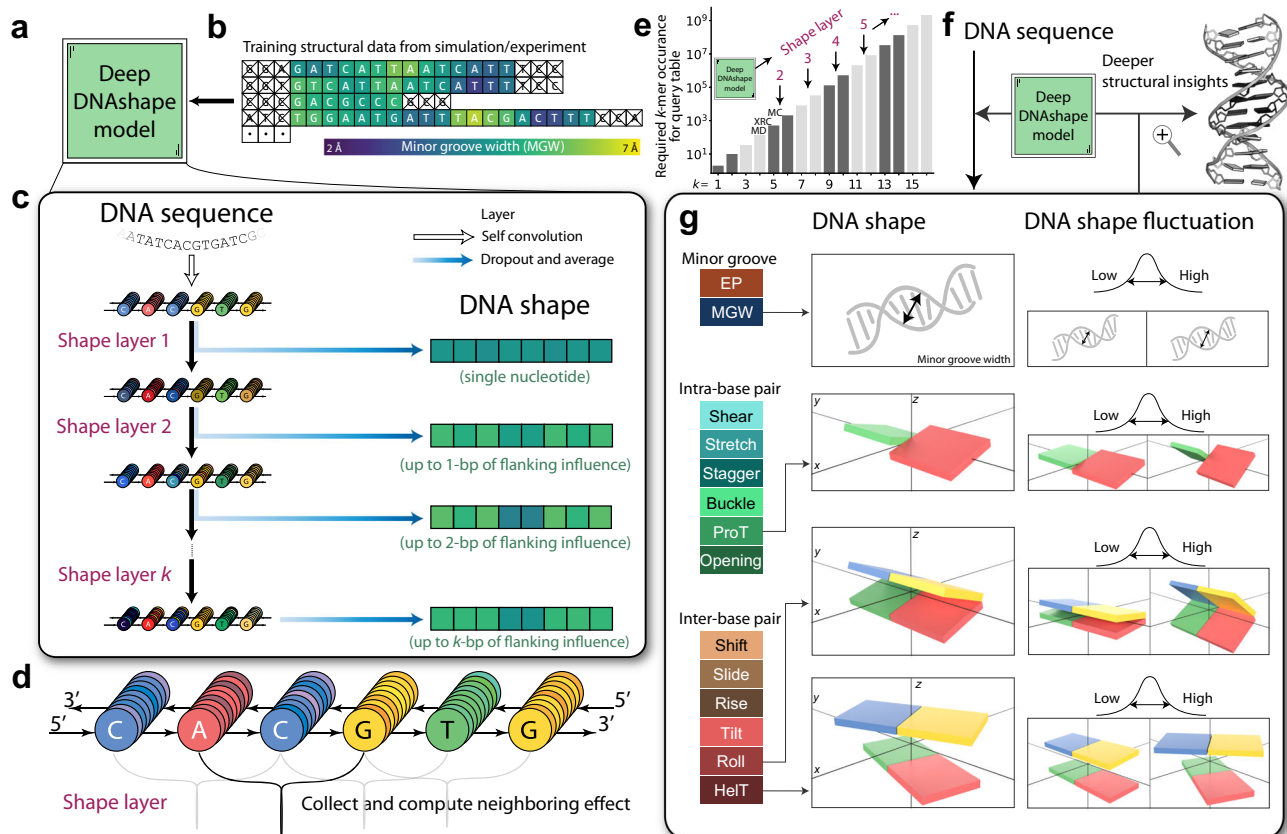 a
Deep
DNAshape
model
b
Training structural data from simulation/experiment
G A T C A T T A A T C A T T
G T C A T T A A T C A T T T
G A C G C C C
T G G A A T G A T T T A C G A C T T T
2 Å
Minor groove width (MGW)
7 Å
c
DNA sequence
AATATCACGTGATCGC
Layer
Self convolution
Dropout and average
DNA shape
C A C G T G
Shape layer 1
(single nucleotide)
C A C G T G
Shape layer 2
(up to 1-bp of flanking influence)
C A C G T G
(up to 2-bp of flanking influence)
Shape layer k
C A C G T G
(up to k-bp of flanking influence)
d
3′
5′
5′
3′
C A C G T G
Shape layer
Collect and compute neighboring effect
e
Required k-mer occurance
for query table
10⁹
10⁷
10⁵
10³
10¹
Deep
DNAshape
model
Shape layer
2
3
4
5
...
MC
XRC
MD
k=
1 3 5 7 9 11 13 15
f
DNA sequence
Deeper
structural insights
Deep
DNAshape
model
g
DNA shape
DNA shape fluctuation
Minor groove
EP
MGW
Minor groove width
Low
High
Intra-base pair
Shear
Stretch
Stagger
Buckle
ProT
Opening
y
z
x
Low
High
y
z
x
Low
High
Inter-base pair
Shift
Slide
Rise
Tilt
Roll
HelT
y
z
x
Low
High